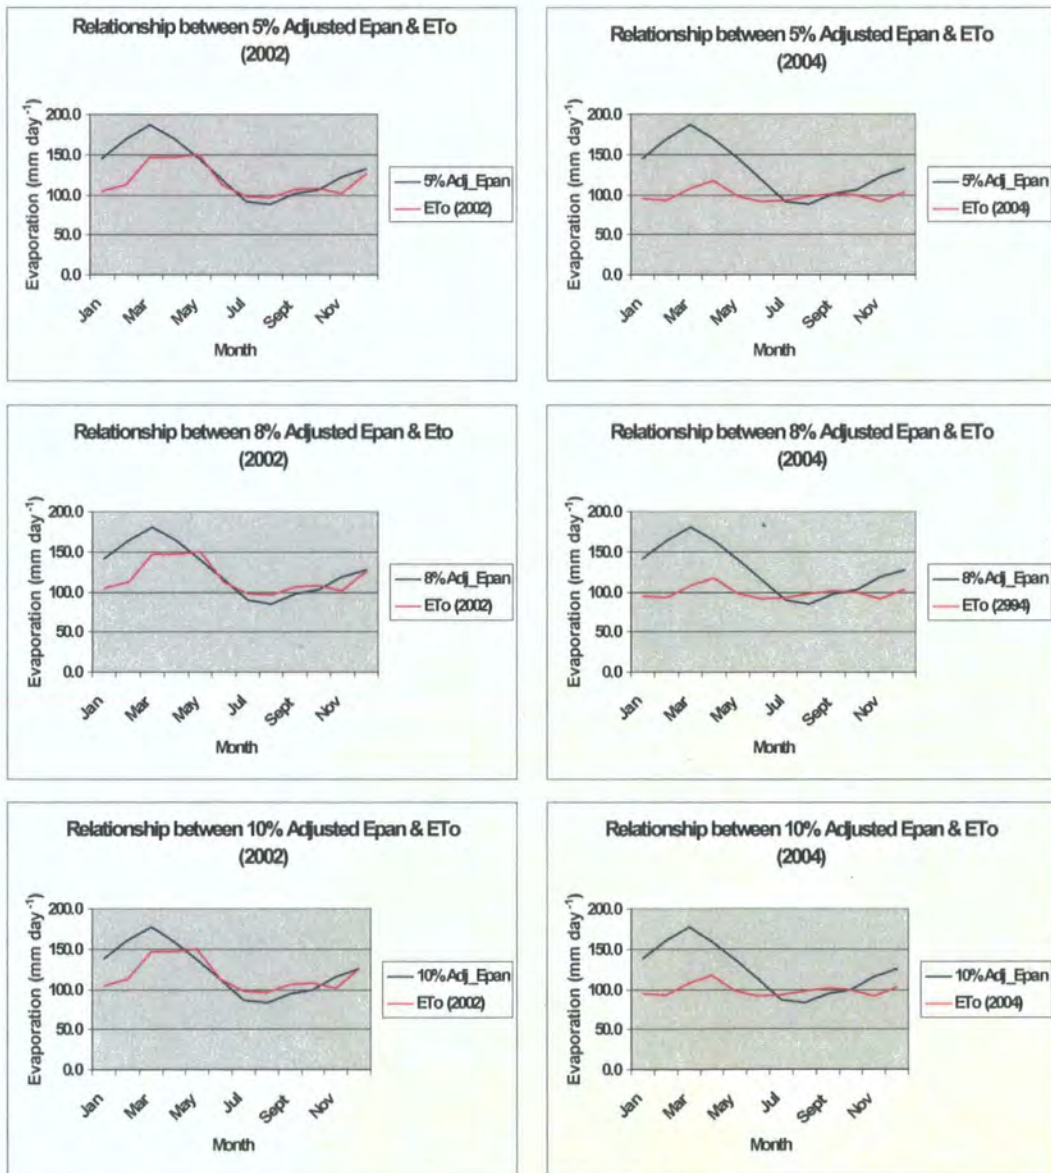 Relationship between 5% Adjusted Epan & ETo
(2002)
Evaporation (mm day⁻¹)
200.0
150.0
100.0
50.0
0.0
Jan
Mar
May
Jul
Sept
Nov
Month
5% Adj_Epan
ETo (2002)
Relationship between 5% Adjusted Epan & ETo
(2004)
Evaporation (mm day⁻¹)
200.0
150.0
100.0
50.0
0.0
Jan
Mar
May
Jul
Sept
Nov
Month
5% Adj_Epan
ETo (2004)
Relationship between 8% Adjusted Epan & Eto
(2002)
Evaporation (mm day⁻¹)
200.0
150.0
100.0
50.0
0.0
Jan
Mar
May
Jul
Sept
Nov
Month
8% Adj_Epan
ETo (2002)
Relationship between 8% Adjusted Epan & ETo
(2004)
Evaporation (mm day⁻¹)
200.0
150.0
100.0
50.0
0.0
Jan
Mar
May
Jul
Sept
Nov
Month
8% Adj_Epan
ETo (2994)
Relationship between 10% Adjusted Epan & ETo
(2002)
Evaporation (mm day⁻¹)
200.0
150.0
100.0
50.0
0.0
Jan
Mar
May
Jul
Sept
Nov
Month
10% Adj_Epan
ETo (2002)
Relationship between 10% Adjusted Epan & ETo
(2004)
Evaporation (mm day⁻¹)
200.0
150.0
100.0
50.0
0.0
Jan
Mar
May
Jul
Sept
Nov
Month
10% Adj_Epan
ETo (2004)